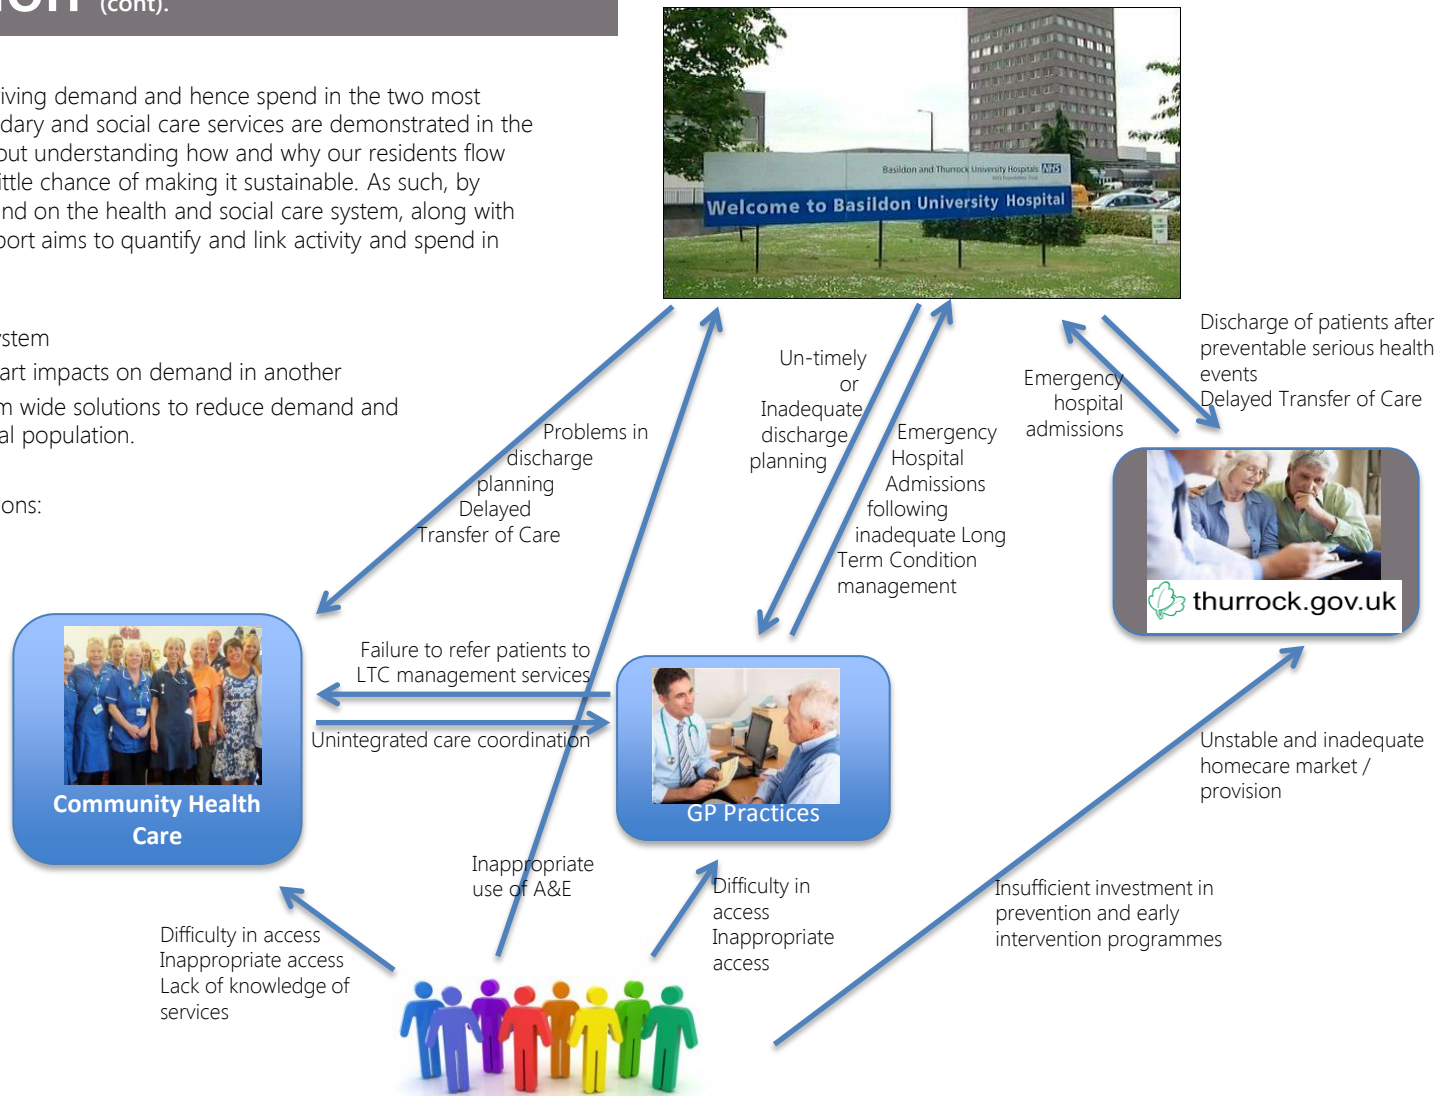 (cont).
iving demand and hence spend in the two most
dary and social care services are demonstrated in the
out understanding how and why our residents flow
ittle chance of making it sustainable. As such, by
and on the health and social care system, along with
port aims to quantify and link activity and spend in
ystem
art impacts on demand in another
m wide solutions to reduce demand and
al population.
ons:
Basildon and Thurrock University Hospitals NHS
NHS Foundation Trust
Welcome to Basildon University Hospital
Problems in
discharge
planning
Delayed
Transfer of Care
Un-timely
or
Inadequate
discharge
planning
Emergency
Hospital
Admissions
following
inadequate Long
Term Condition
management
Emergency
hospital
admissions
Discharge of patients after
preventable serious health
events
Delayed Transfer of Care
thurrock.gov.uk
Failure to refer patients to
LTC management services
Unintegrated care coordination
Community Health
Care
GP Practices
Unstable and inadequate
homecare market /
provision
Inappropriate
use of A&E
Difficulty in
access
Inappropriate
access
Insufficient investment in
prevention and early
intervention programmes
Difficulty in access
Inappropriate access
Lack of knowledge of
services